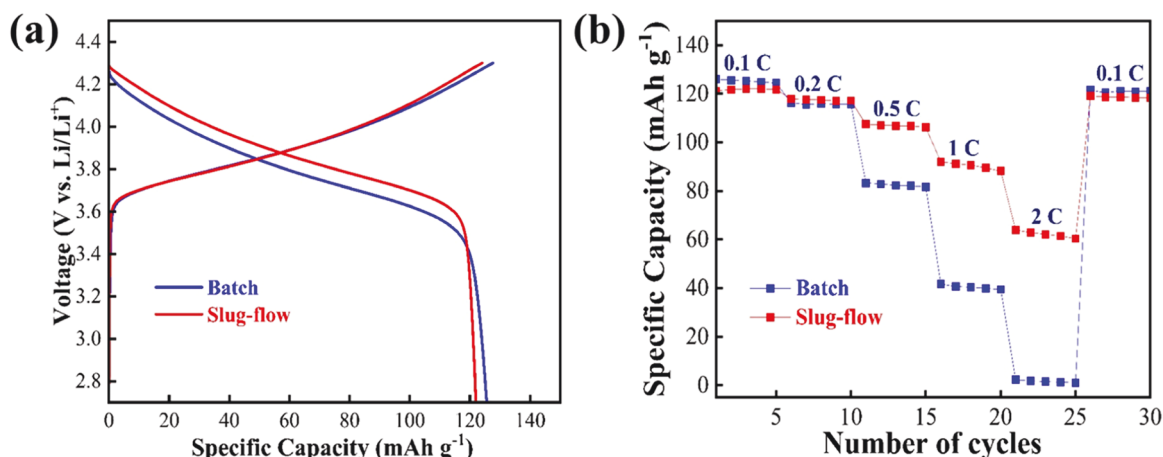 (a)
4.4
4.2
4.0
3.8
3.6
3.4
3.2
3.0
2.8
Voltage (V vs. Li/Li⁺)
Batch
Slug-flow
0 20 40 60 80 100 120 140
Specific Capacity (mAh g⁻¹)
(b)
140
120
100
80
60
40
20
0
Specific Capacity (mAh g⁻¹)
0.1 C
0.2 C
0.5 C
1 C
2 C
0.1 C
Batch
Slug-flow
5 10 15 20 25 30
Number of cycles